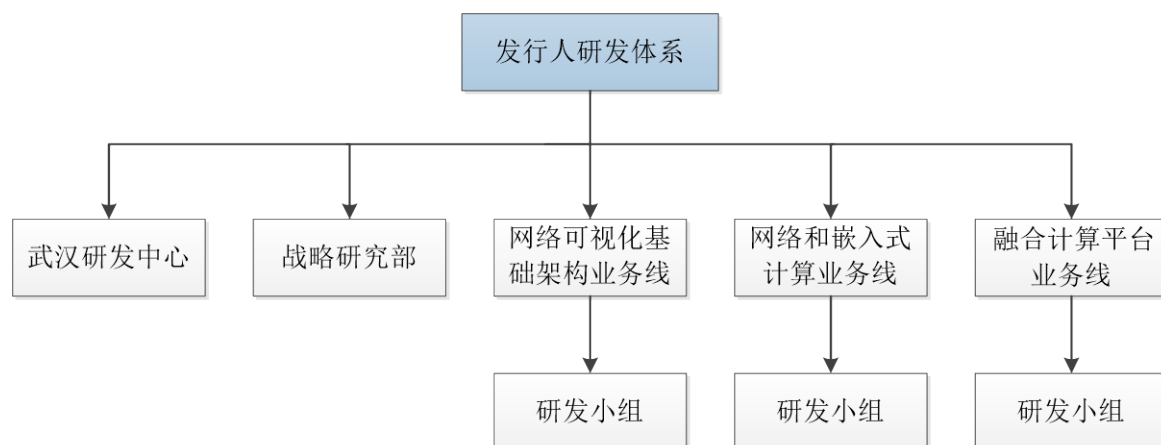 发行人研发体系
武汉研发中心
战略研究部
网络可视化基
础架构业务线
网络和嵌入式
计算业务线
融合计算平台
业务线
研发小组
研发小组
研发小组